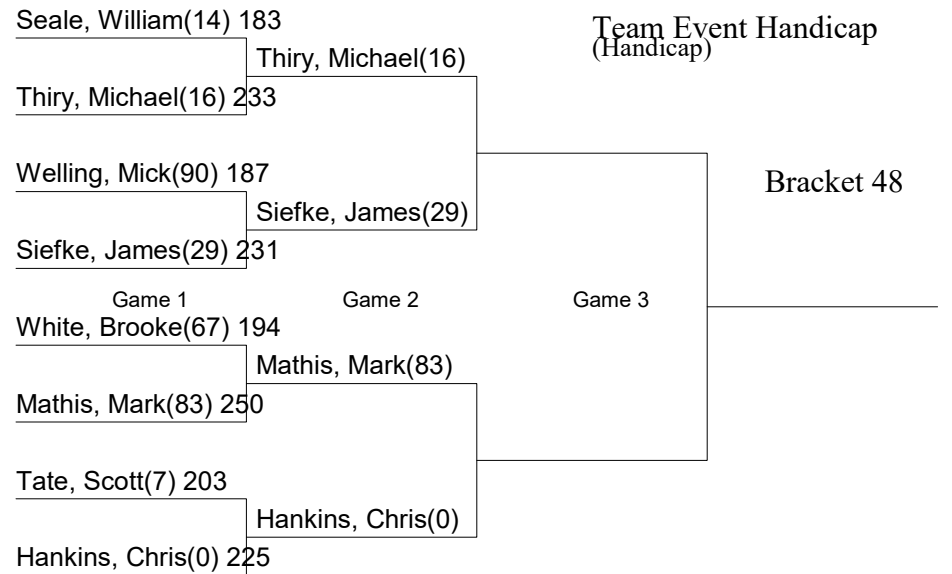 Seale, William(14) 183
Team Event Handicap
(Handicap)
Thiry, Michael(16)
Thiry, Michael(16) 233
Welling, Mick(90) 187
Bracket 48
Siefke, James(29)
Siefke, James(29) 231
Game 1
Game 2
Game 3
White, Brooke(67) 194
Mathis, Mark(83)
Mathis, Mark(83) 250
Tate, Scott(7) 203
Hankins, Chris(0)
Hankins, Chris(0) 225